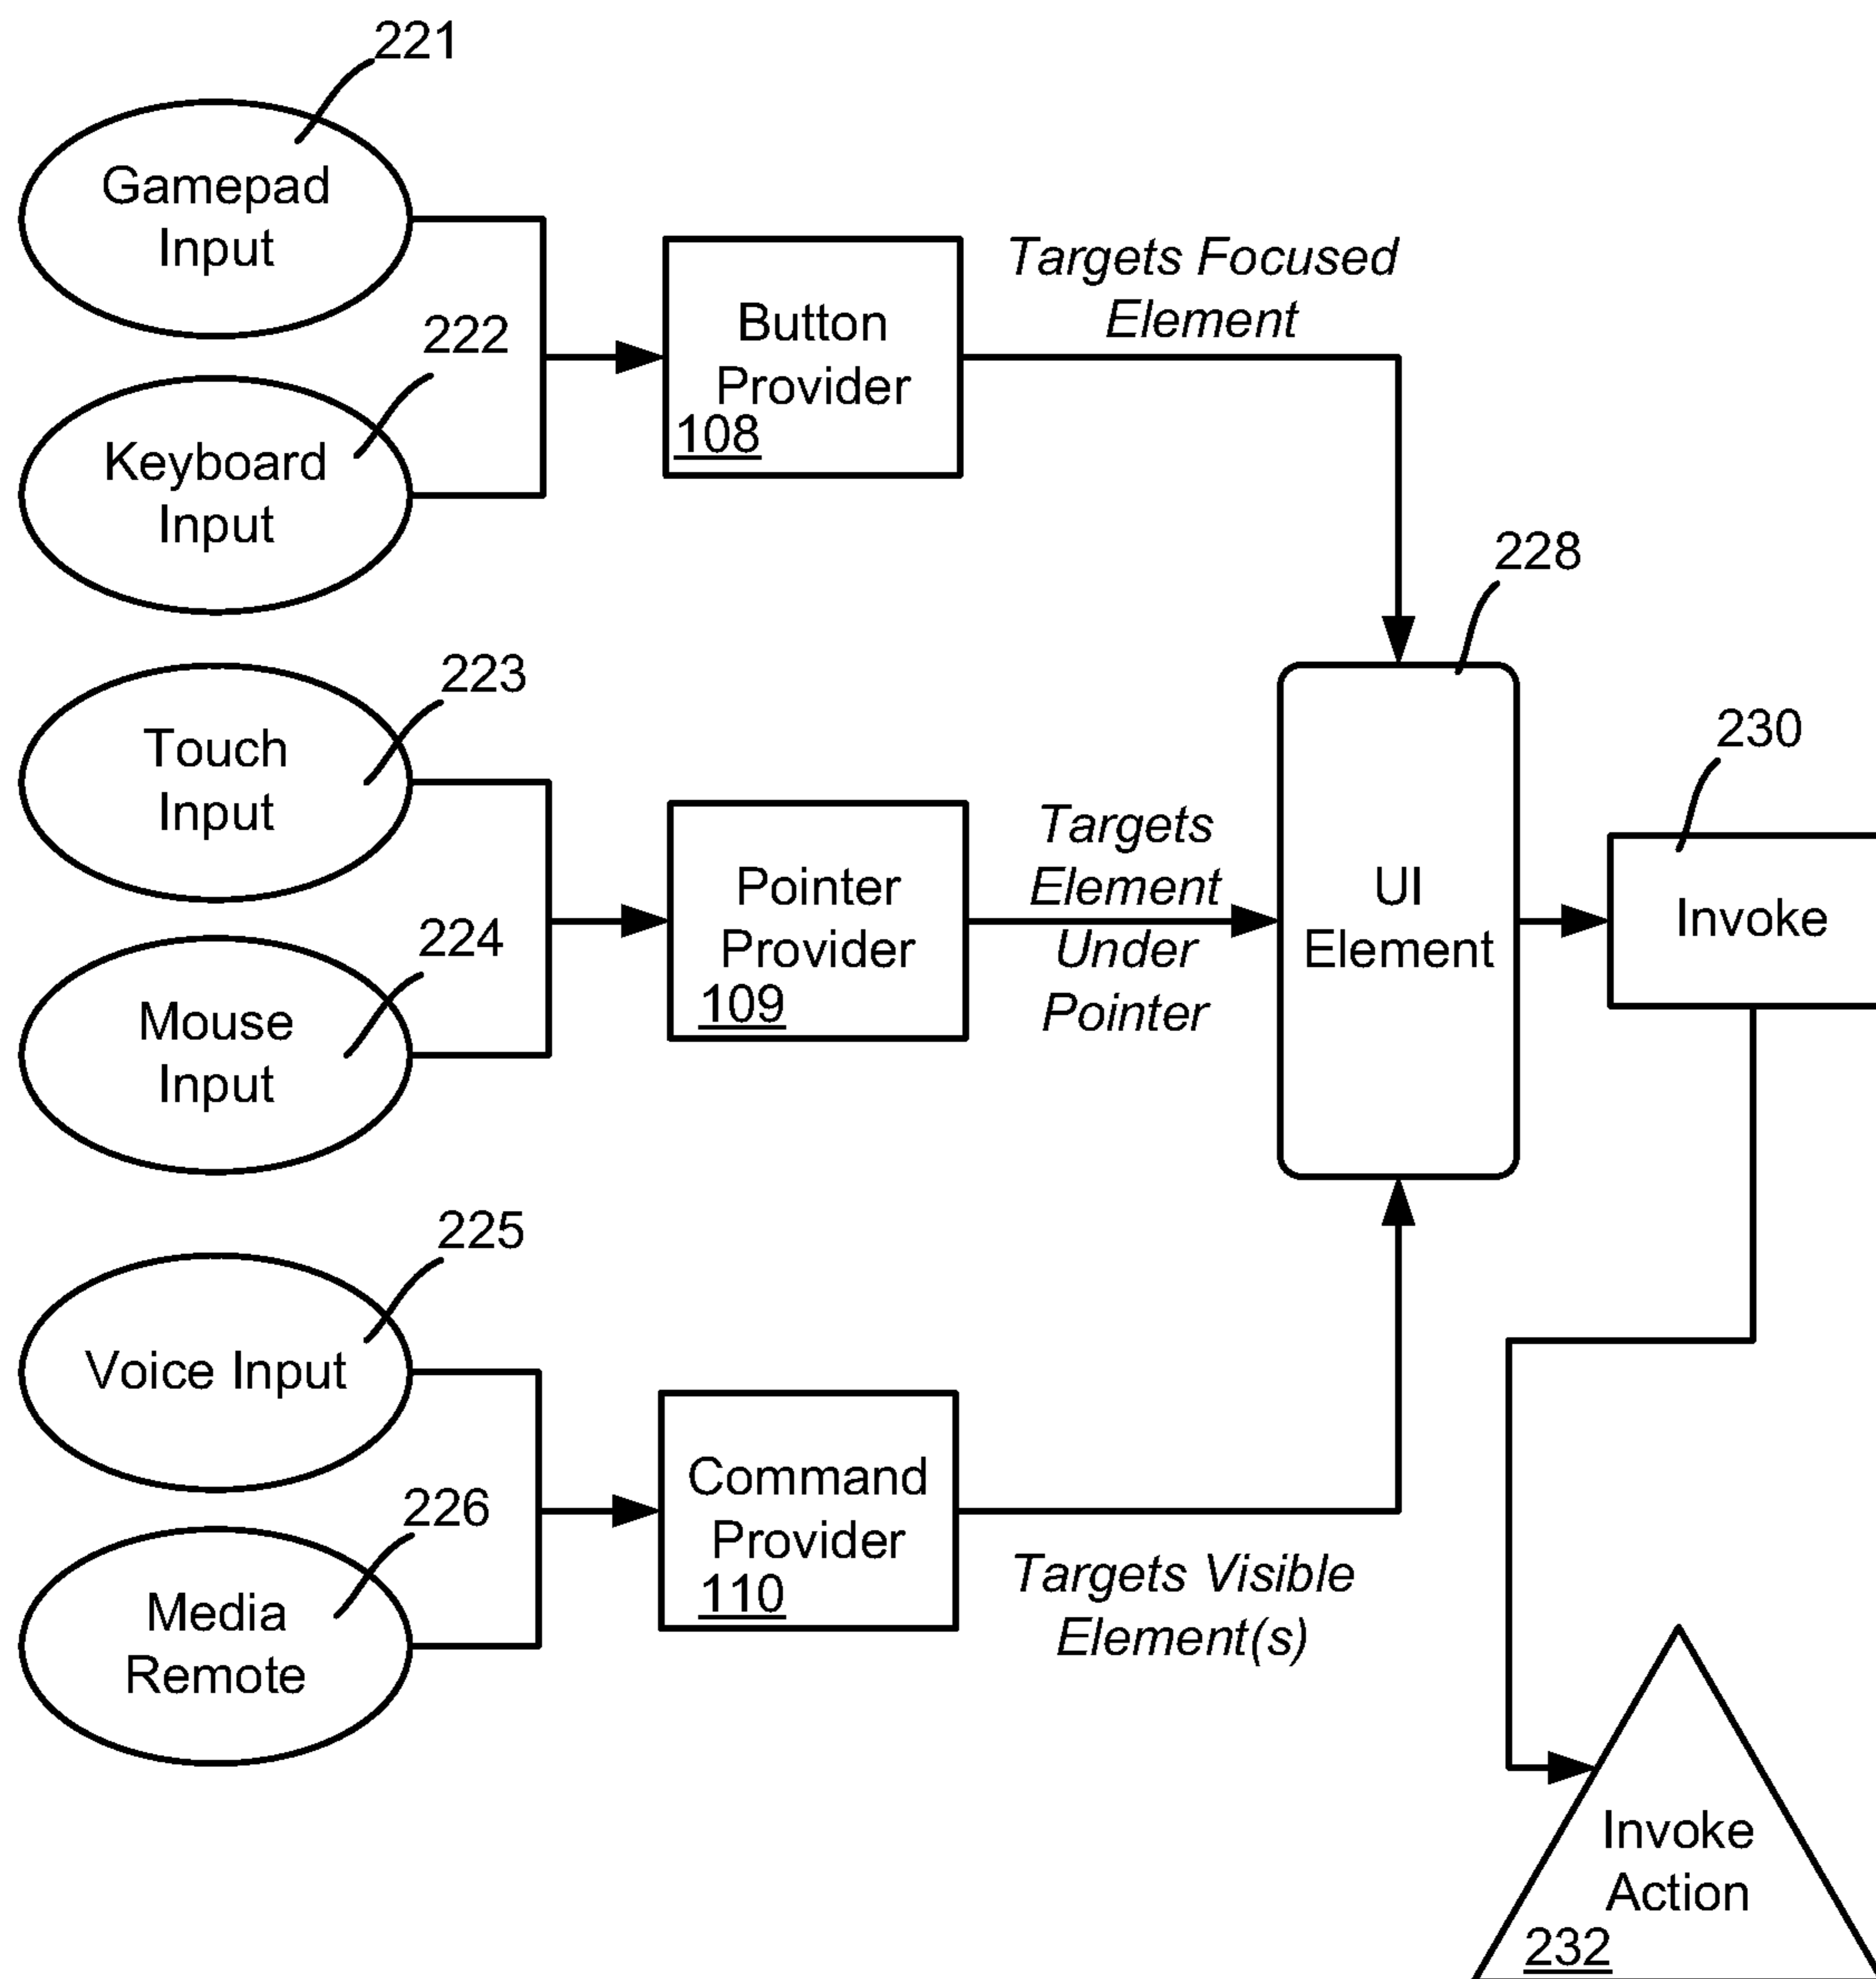 221
Gamepad
Input
222
Keyboard
Input
Button
Provider
108
Targets Focused
Element
228
223
Touch
Input
224
Mouse
Input
Pointer
Provider
109
Targets
Element
Under
Pointer
UI
Element
230
Invoke
225
Voice Input
226
Media
Remote
Command
Provider
110
Targets Visible
Element(s)
Invoke
Action
232